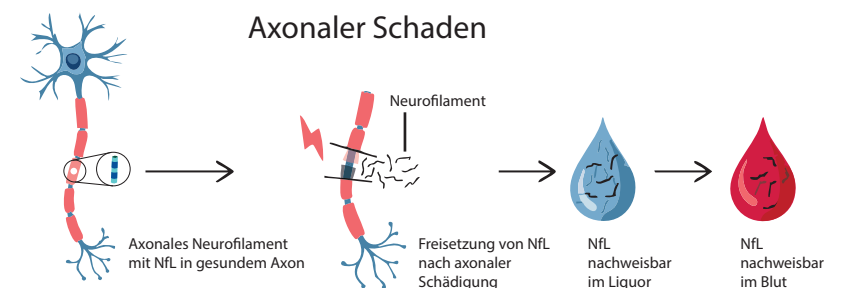 Axonaler Schaden
Neurofilament
Axonales Neurofilament
mit NfL in gesundem Axon
Freisetzung von NfL
nach axonaler
Schädigung
NfL
nachweisbar
im Liquor
NfL
nachweisbar
im Blut